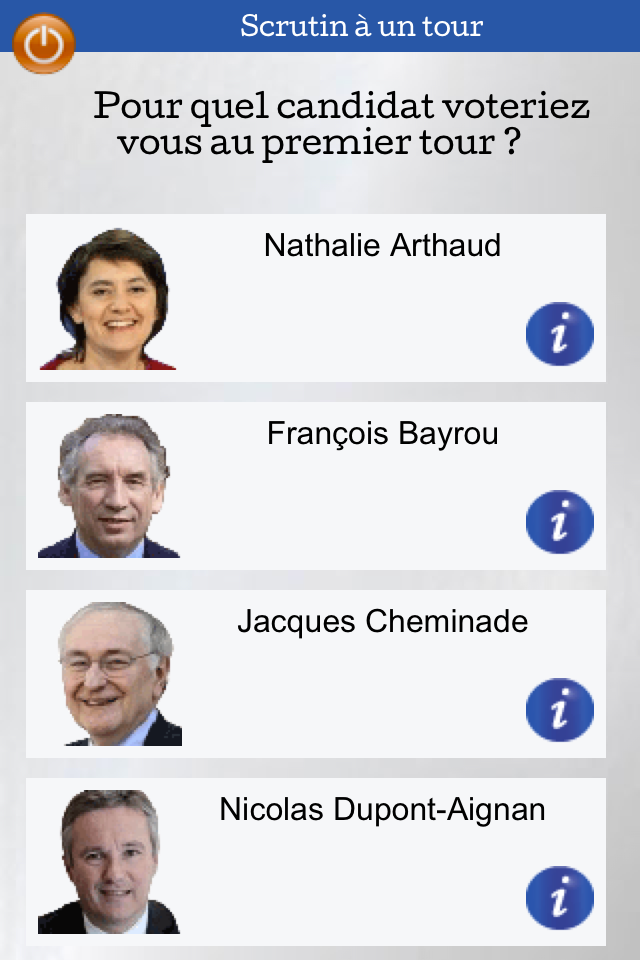 Scrutin à un tour
Pour quel candidat voteriez
vous au premier tour ?
Nathalie Arthaud
i
François Bayrou
i
Jacques Cheminade
i
Nicolas Dupont-Aignan
i